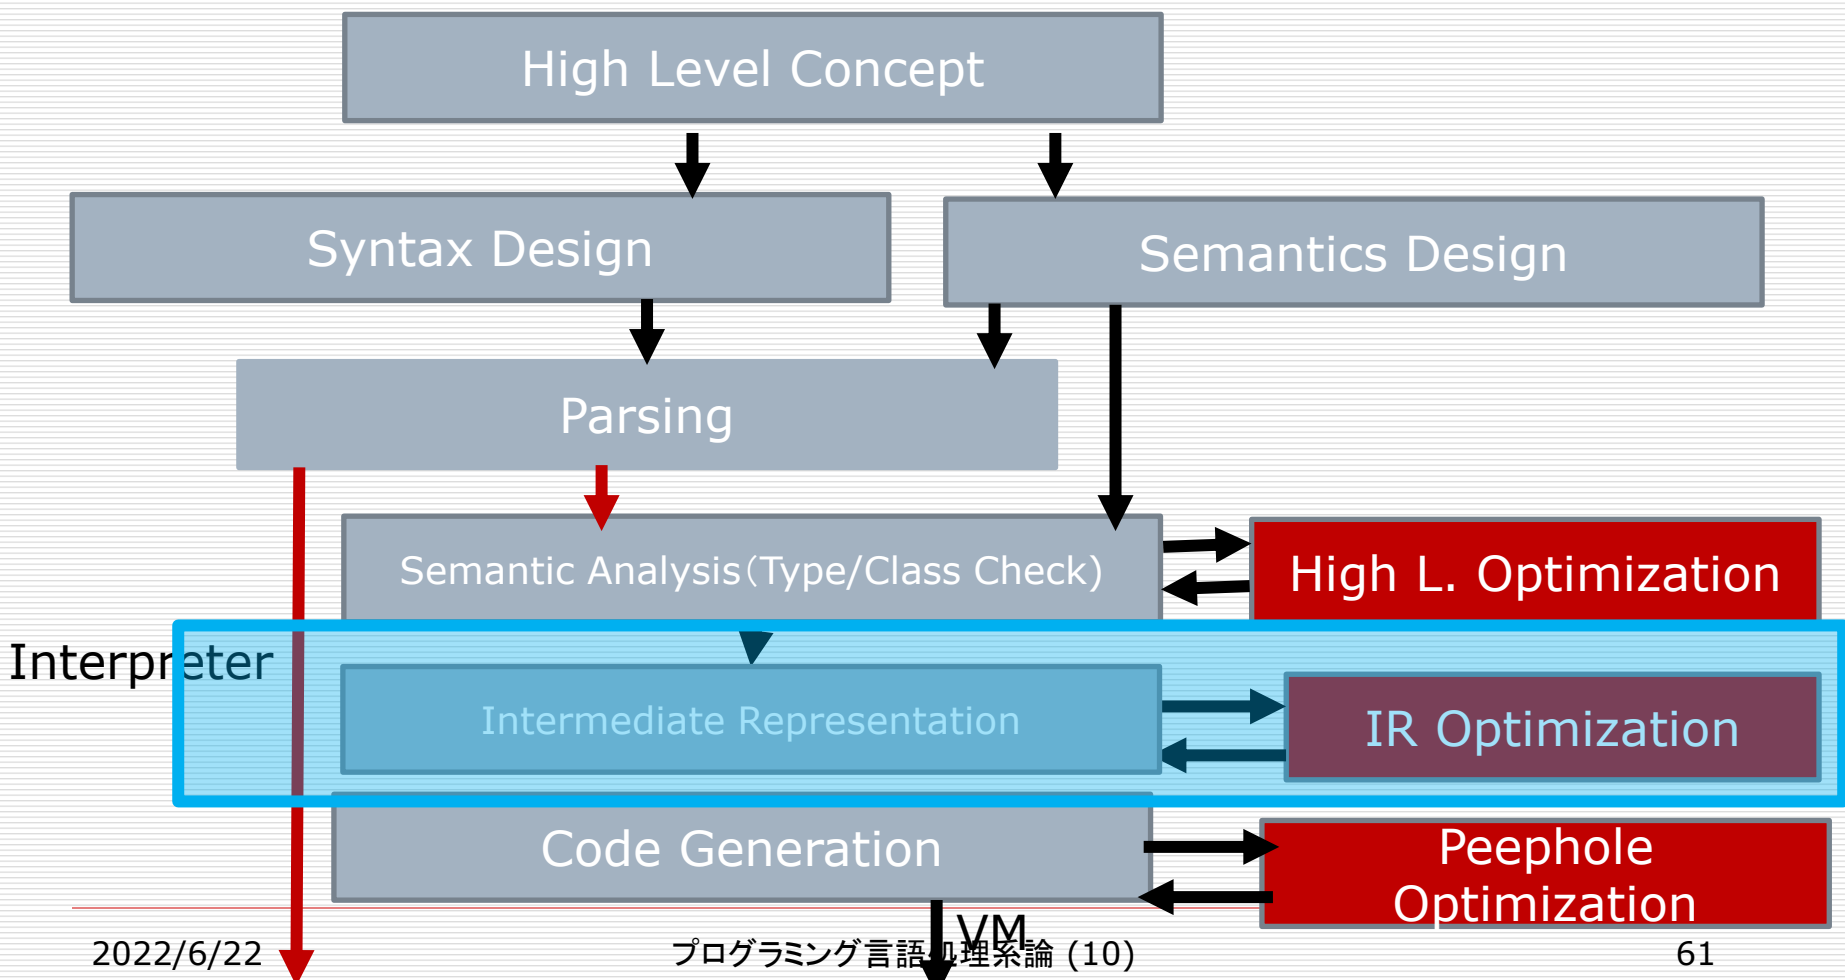 High Level Concept
Syntax Design
Semantics Design
Parsing
Semantic Analysis（Type/Class Check)
High L. Optimization
Interpreter
Intermediate Representation
IR Optimization
Code Generation
Peephole
Optimization
VM
2022/6/22
プログラミング言語処理系論 (10)
61